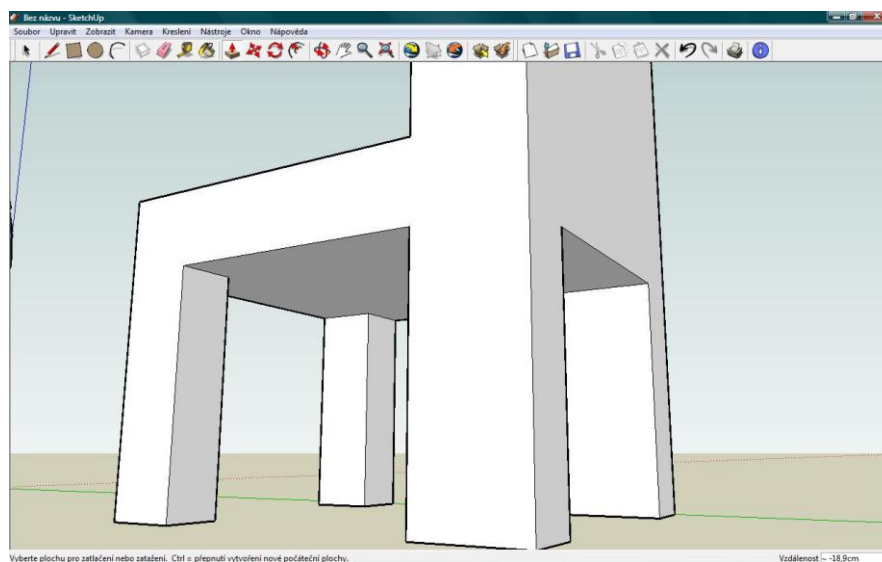 Bez názvu - SketchUp
Soubor Upravit Zobrazit Kamera Kreslení Nástroje Okno Nápověda
Vyberte plochu pro zatlačení nebo zatažení. Ctrl = přepnutí vytvoření nové počáteční plochy. Vzdálenost ~ -18,9cm